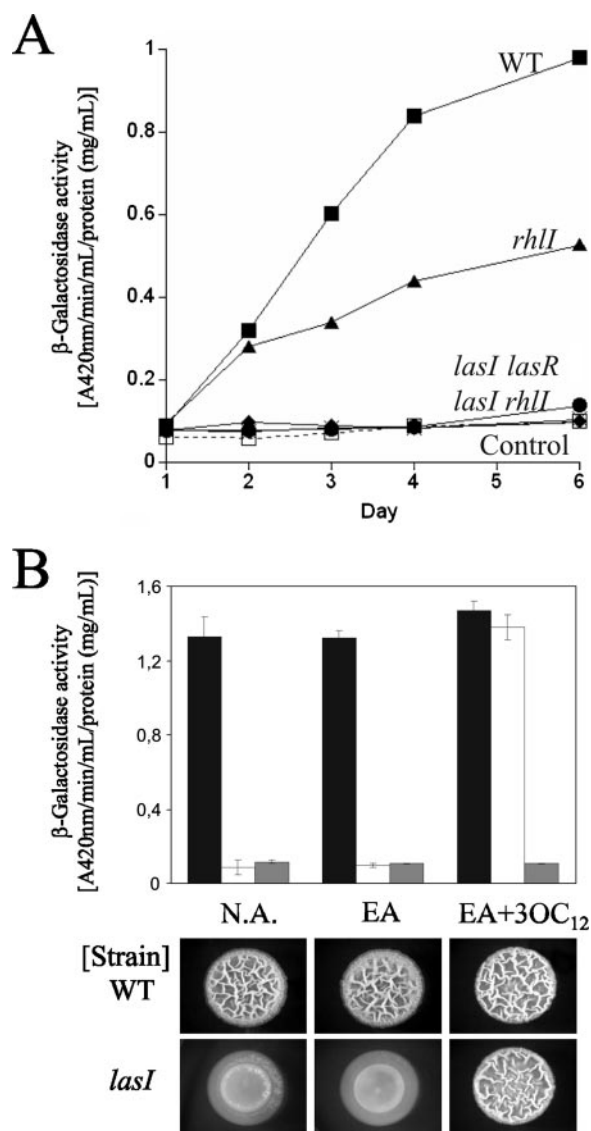 A
β-Galactosidase activity
[A420nm/min/mL/protein (mg/mL)]
1
0.8
0.6
0.4
0.2
0
WT
rhlI
lasI lasR
lasI rhlI
Control
1
2
3
4
5
6
Day
B
β-Galactosidase activity
[A420nm/min/mL/protein (mg/mL)]
1,6
1,2
0,8
0,4
0
N.A.
EA
EA+3OC₁₂
[Strain]
WT
lasI